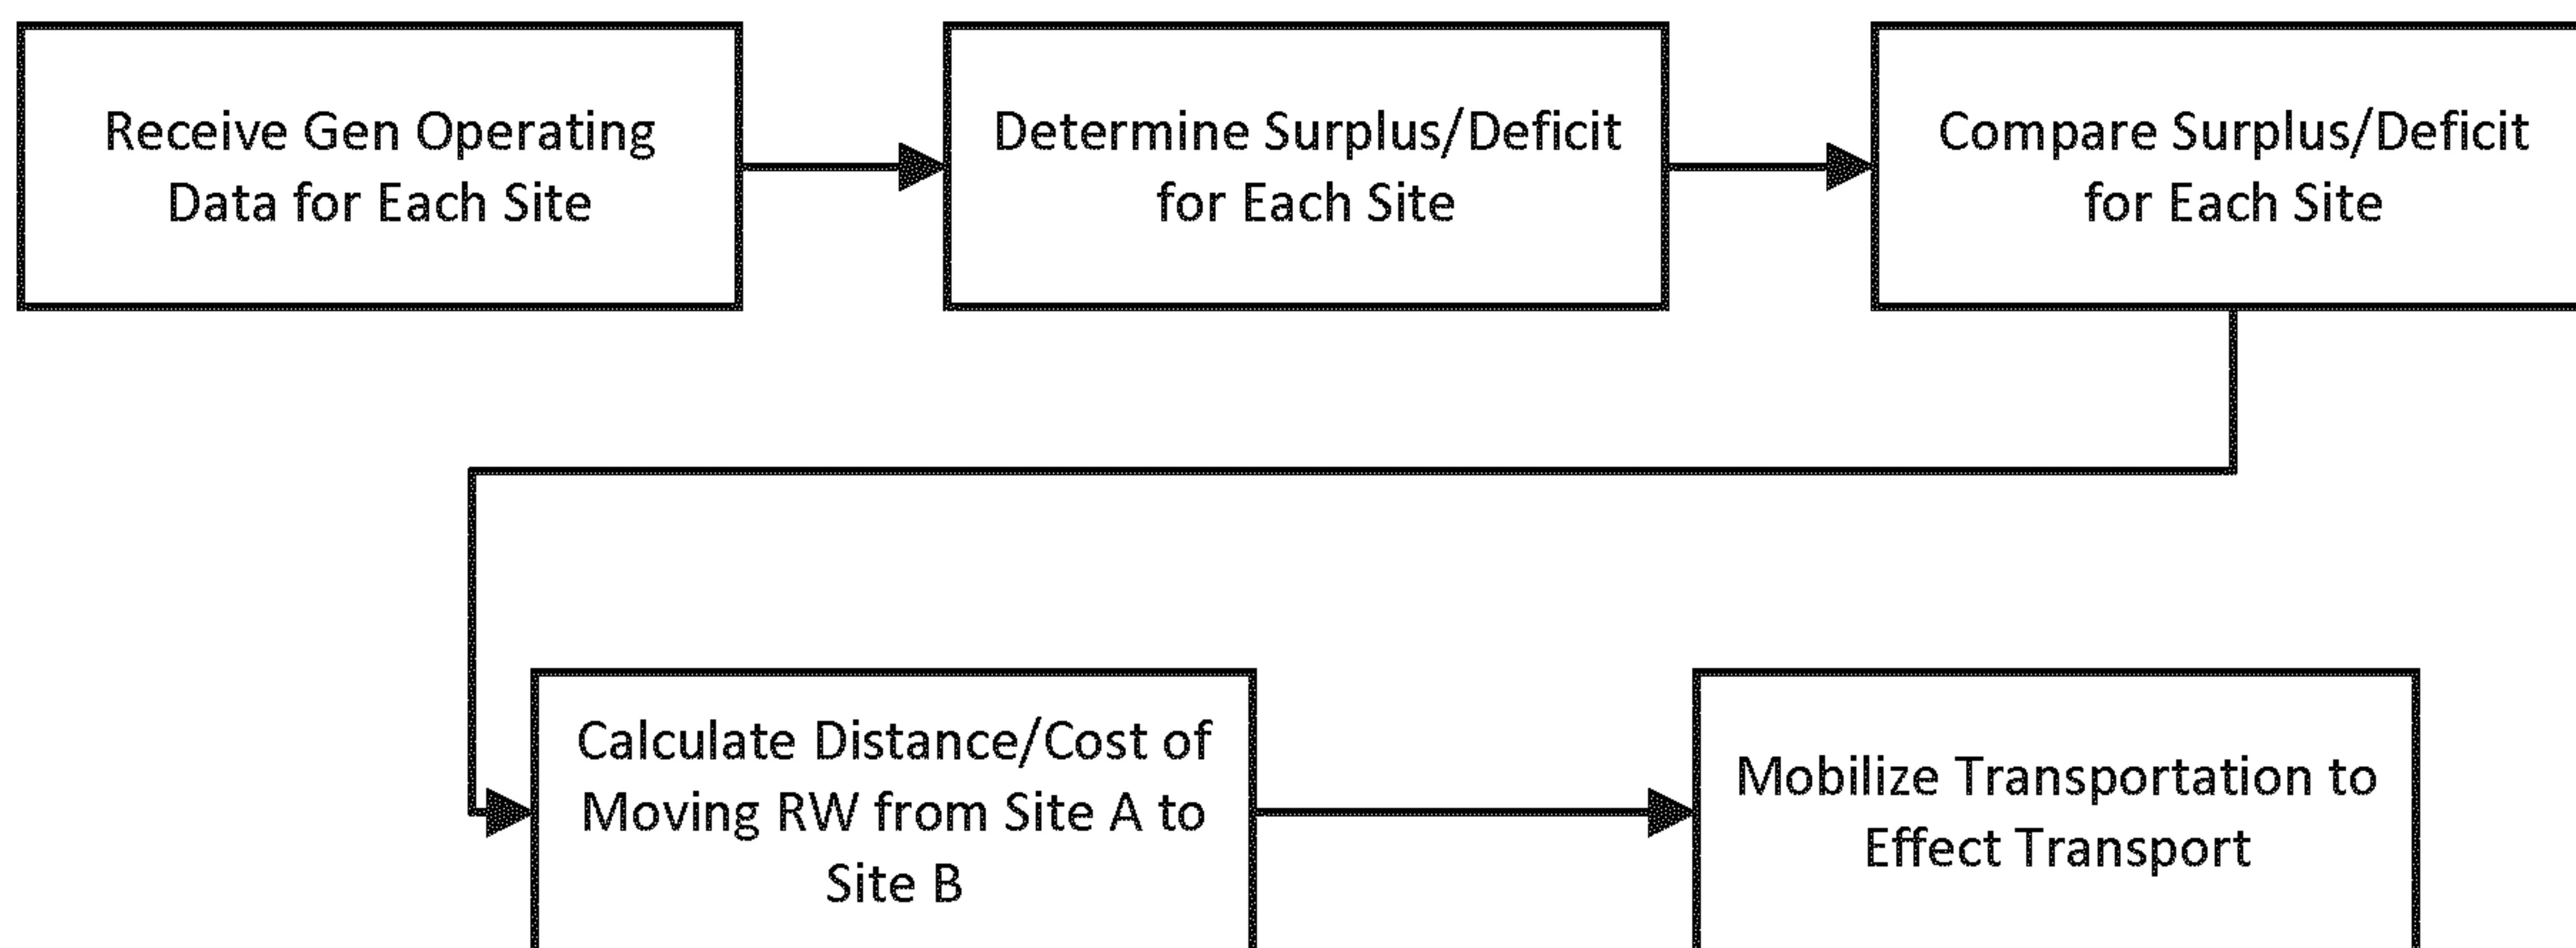 Receive Gen Operating
Data for Each Site
Determine Surplus/Deficit
for Each Site
Compare Surplus/Deficit
for Each Site
Calculate Distance/Cost of
Moving RW from Site A to
Site B
Mobilize Transportation to
Effect Transport